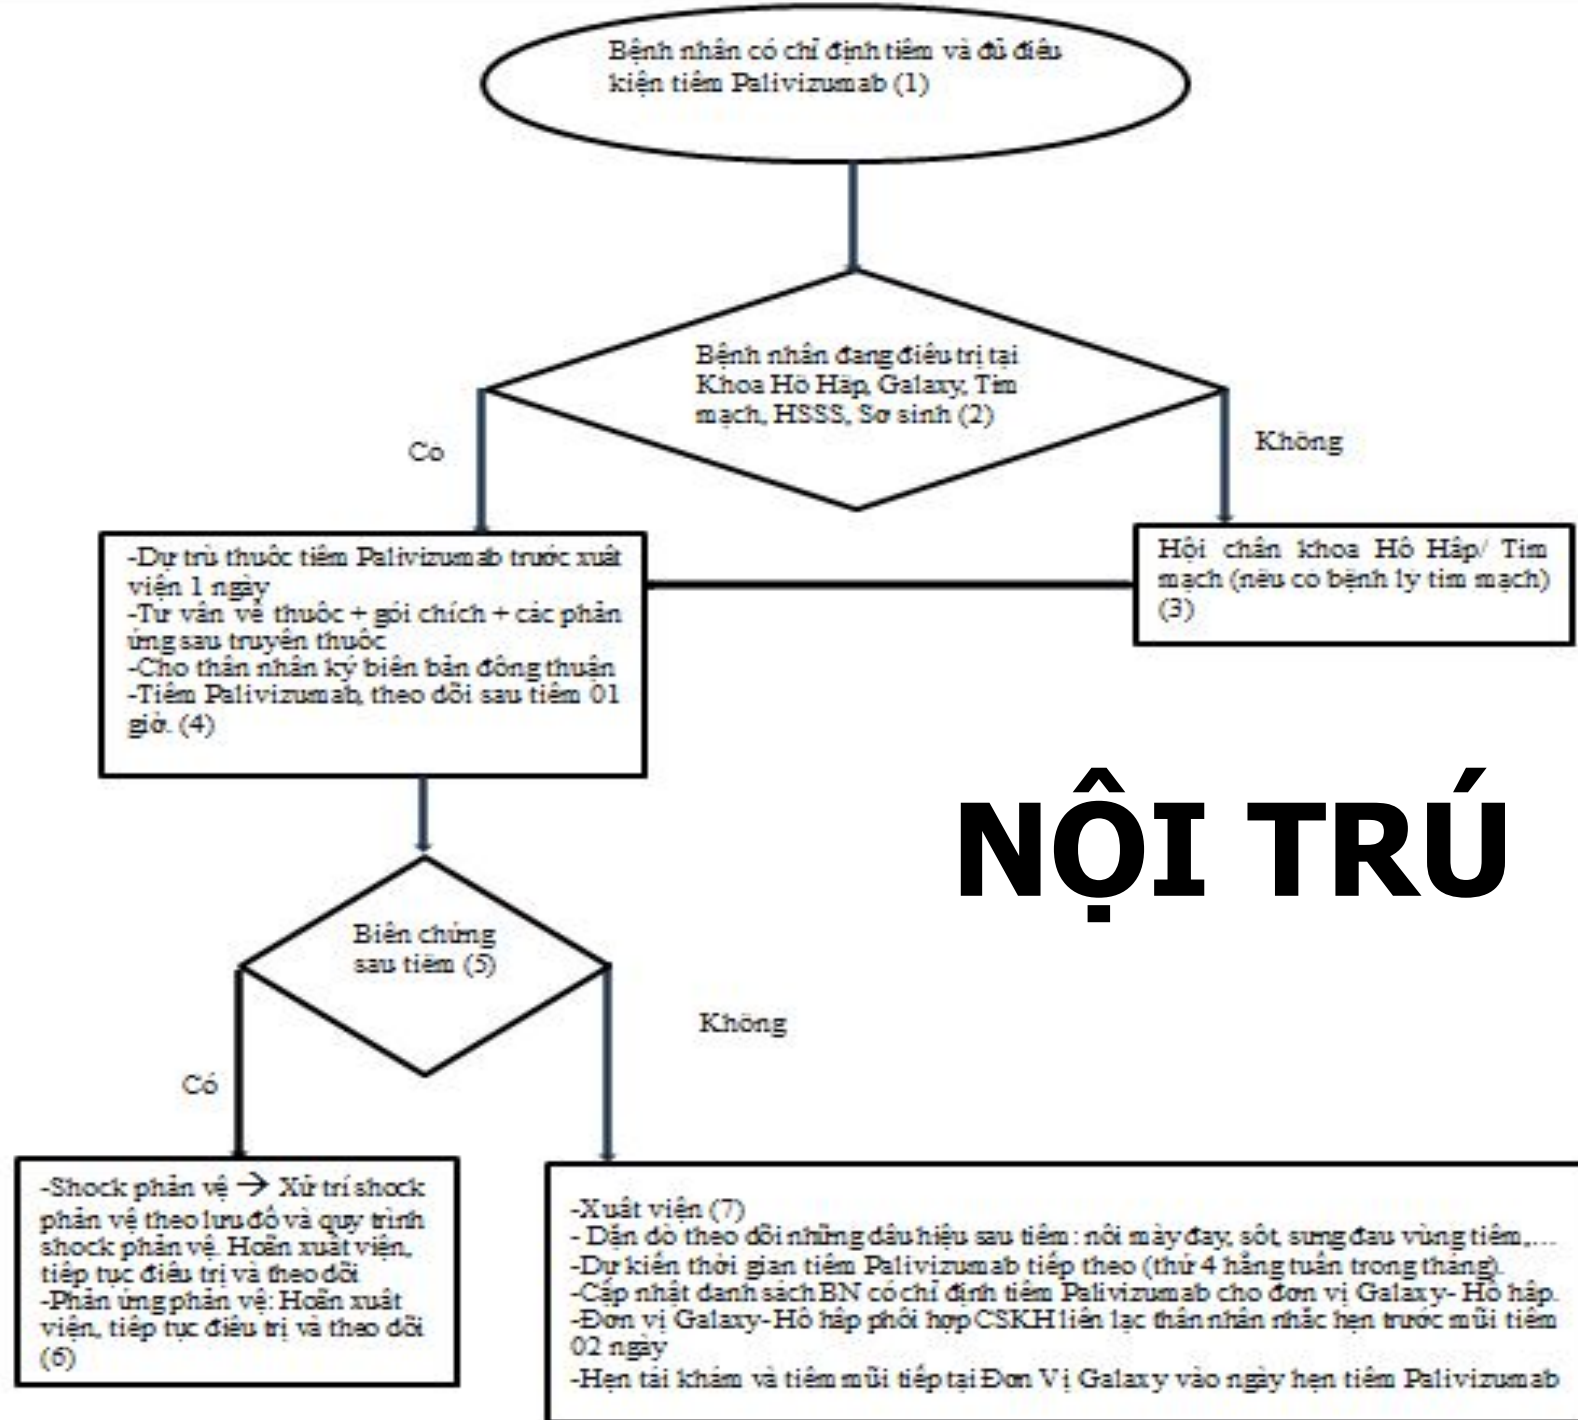 Bệnh nhân có chỉ định tiêm và đủ điều
kiện tiêm Palivizumab (1)
Bệnh nhân đang điều trị tại
Khoa Hô Hấp, Galaxy, Tim
mạch, HSSS, Sơ sinh (2)
Có
Không
-Dự trù thuốc tiêm Palivizumab trước xuất
viện 1 ngày
-Tư vấn về thuốc + gói chích + các phản
ứng sau truyền thuốc
-Cho thân nhân ký biên bản đồng thuận
-Tiêm Palivizumab, theo dõi sau tiêm 01
giờ. (4)
Hội chẩn khoa Hô Hấp/ Tim
mạch (nếu có bệnh lý tim mạch)
(3)
NỘI TRÚ
Biến chứng
sau tiêm (5)
Không
Có
-Shock phản vệ → Xử trí shock
phản vệ theo lưu đồ và quy trình
shock phản vệ. Hoãn xuất viện,
tiếp tục điều trị và theo dõi
-Phản ứng phản vệ: Hoãn xuất
viện, tiếp tục điều trị và theo dõi
(6)
-Xuất viện (7)
- Dặn dò theo dõi những dấu hiệu sau tiêm: nổi mày đay, sốt, sưng đau vùng tiêm,…
-Dự kiến thời gian tiêm Palivizumab tiếp theo (thứ 4 hằng tuần trong tháng).
-Cập nhật danh sách BN có chỉ định tiêm Palivizumab cho đơn vị Galaxy- Hô hấp.
-Đơn vị Galaxy-Hô hấp phối hợp CSKH liên lạc thân nhân nhắc hẹn trước mũi tiêm
02 ngày
-Hẹn tái khám và tiêm mũi tiếp tại Đơn Vị Galaxy vào ngày hẹn tiêm Palivizumab